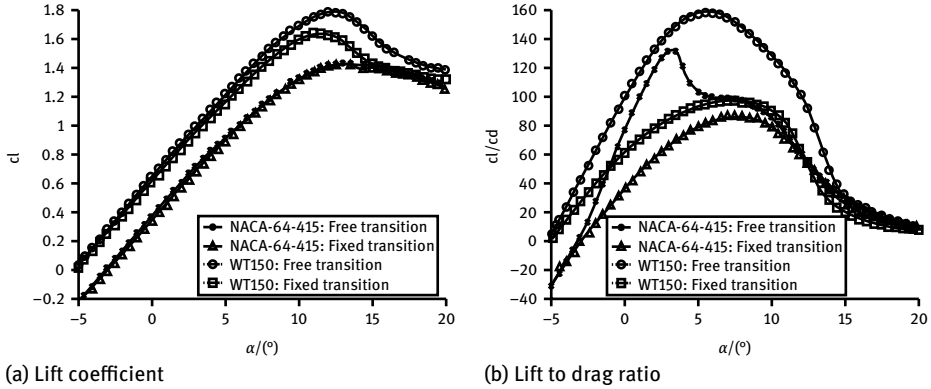 1.8
1.6
1.4
1.2
1
0.8
0.6
0.4
0.2
0
−0.2
cl
NACA-64-415: Free transition
NACA-64-415: Fixed transition
WT150: Free transition
WT150: Fixed transition
−5 0 5 10 15 20
α/(°)
(a) Lift coefficient
160
140
120
100
80
60
40
20
0
−20
−40
cl/cd
NACA-64-415: Free transition
NACA-64-415: Fixed transition
WT150: Free transition
WT150: Fixed transition
−5 0 5 10 15 20
α/(°)
(b) Lift to drag ratio